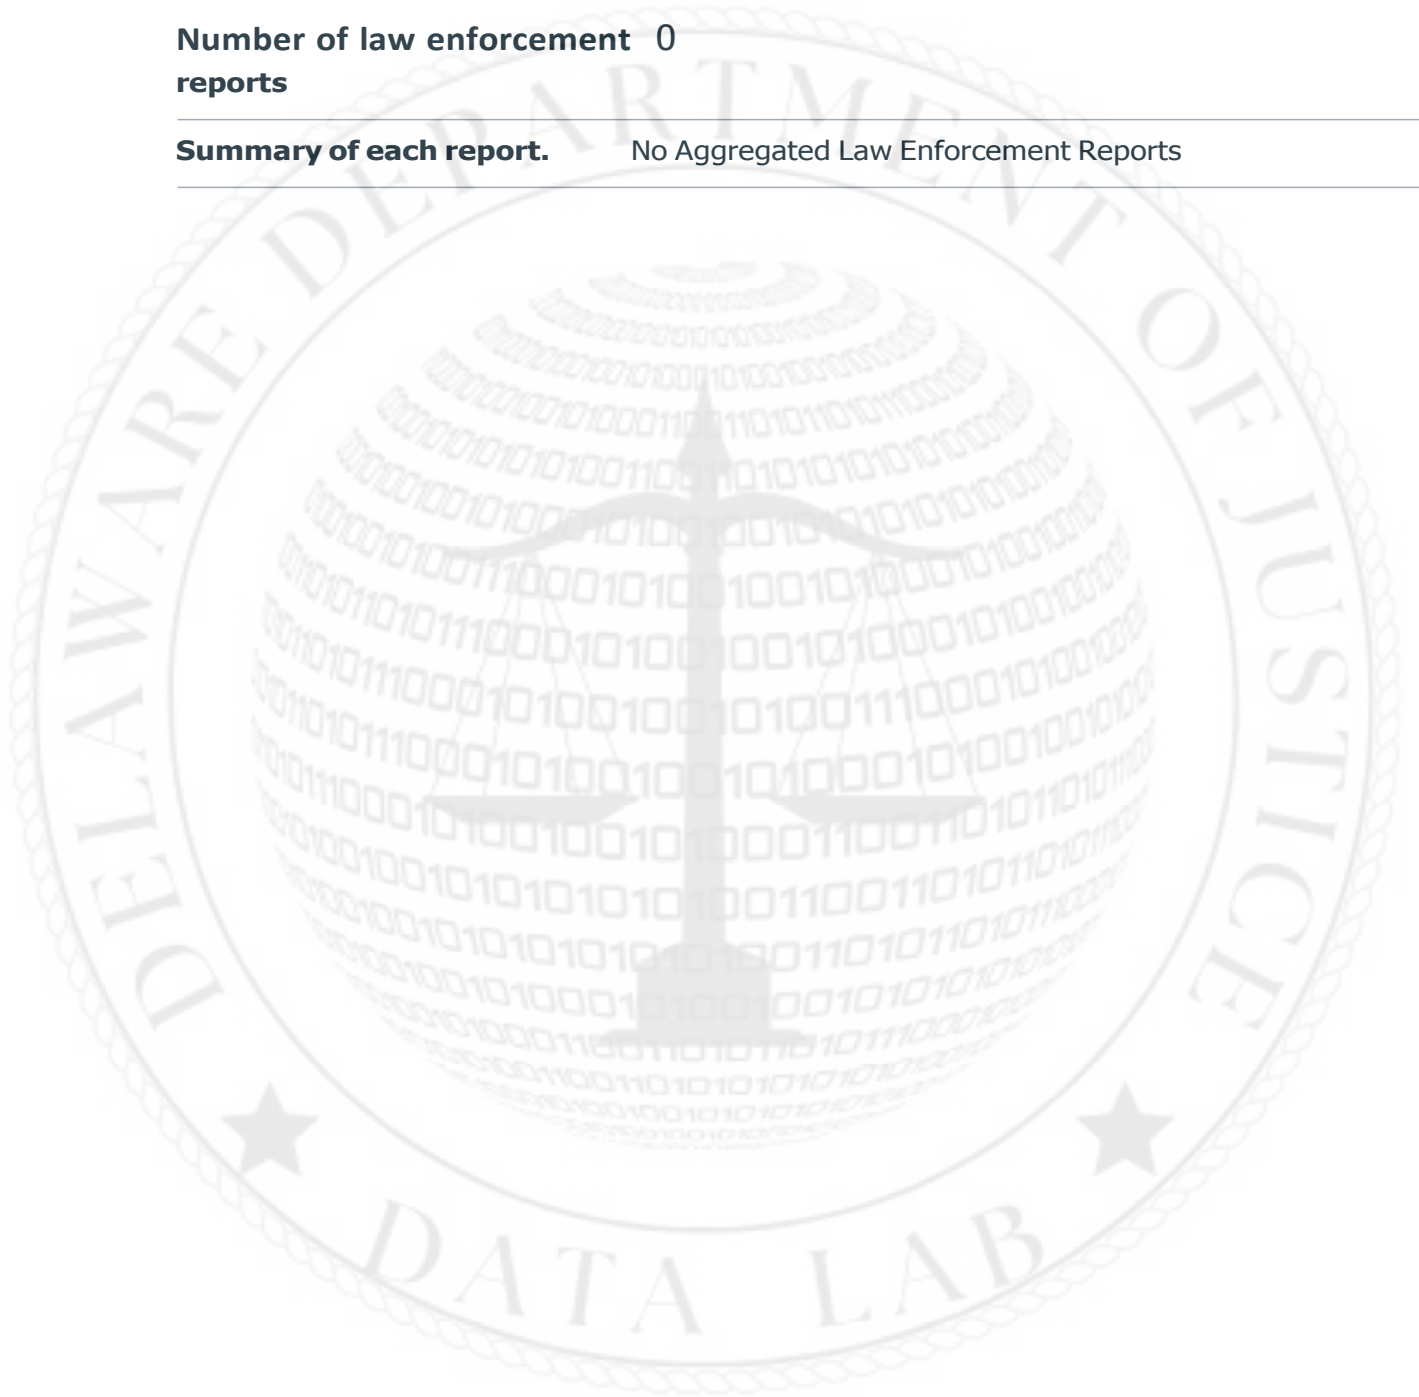 Number of law enforcement 0
reports
Summary of each report. No Aggregated Law Enforcement Reports
DELAWARE DEPARTMENT OF JUSTICE
DATA LAB